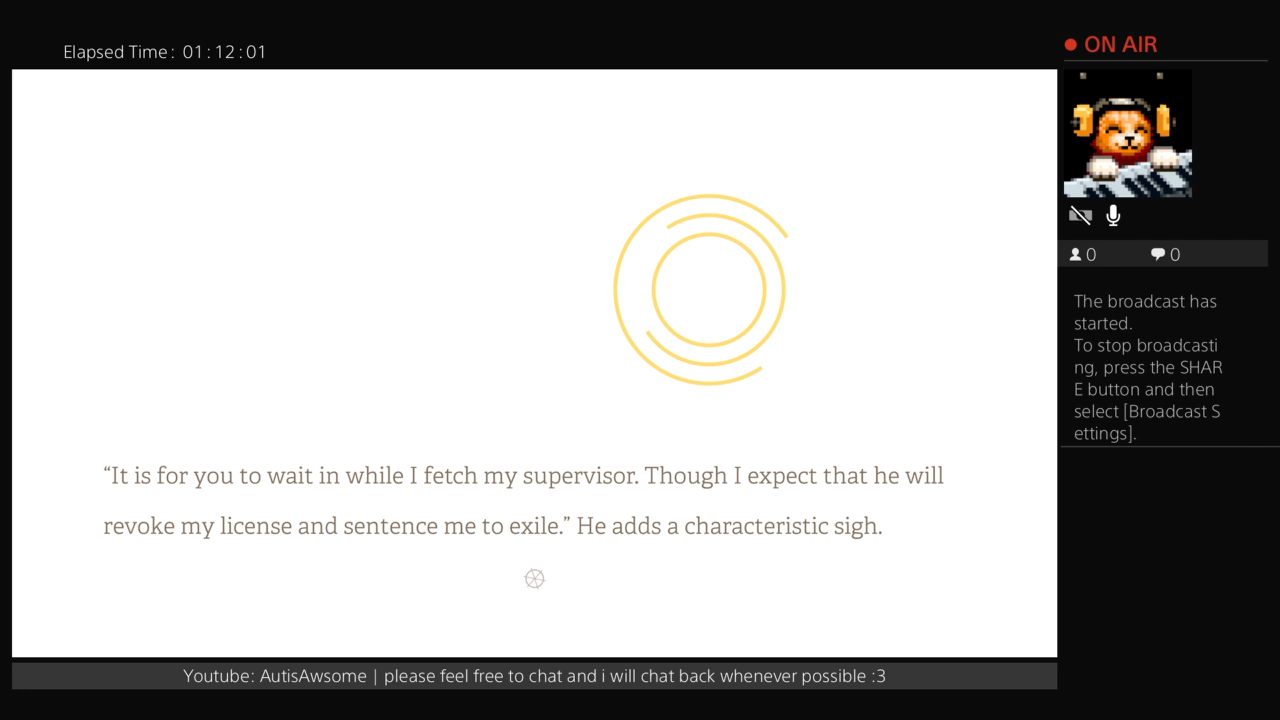 Elapsed Time: 01:12:01
ON AIR
0 0
The broadcast has
started.
To stop broadcasti
ng, press the SHAR
E button and then
select [Broadcast S
ettings].
“It is for you to wait in while I fetch my supervisor. Though I expect that he will
revoke my license and sentence me to exile.” He adds a characteristic sigh.
Youtube: AutisAwsome | please feel free to chat and i will chat back whenever possible :3